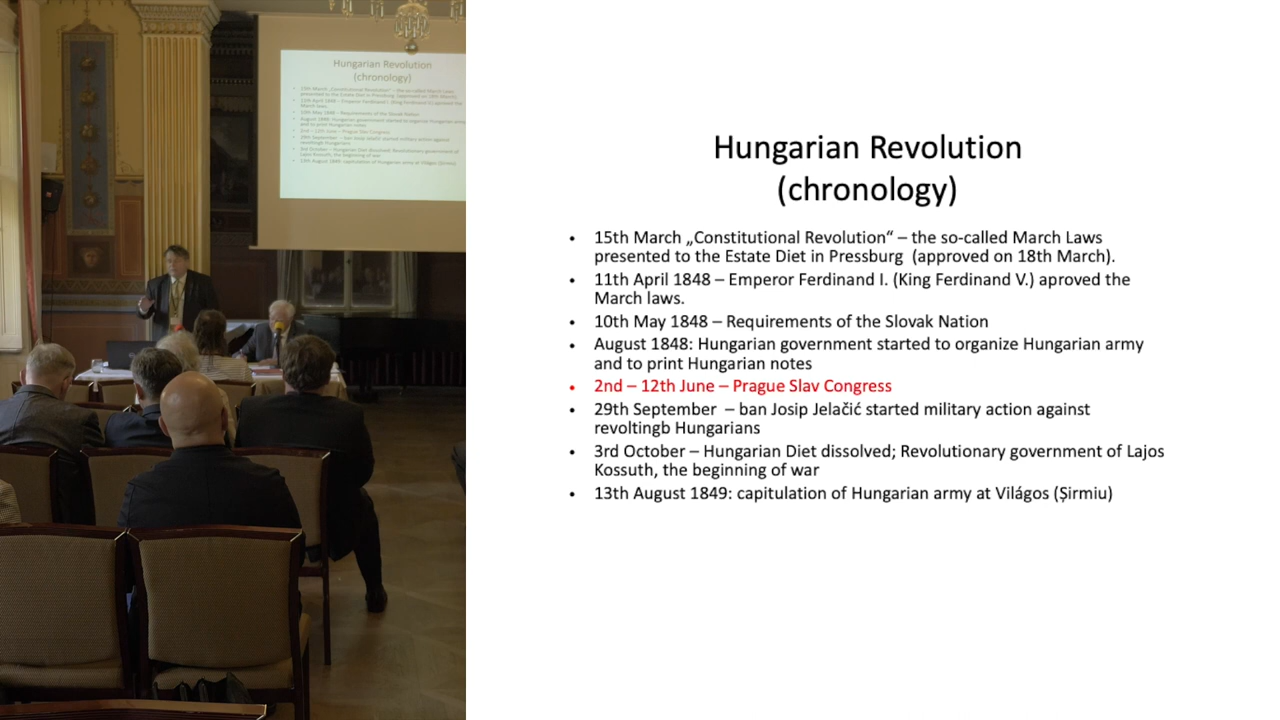 Hungarian Revolution
(chronology)
• 15th March „Constitutional Revolution“ – the so-called March Laws
presented to the Estate Diet in Pressburg (approved on 18th March).
• 11th April 1848 – Emperor Ferdinand I. (King Ferdinand V.) aproved the
March laws.
• 10th May 1848 – Requirements of the Slovak Nation
• August 1848: Hungarian government started to organize Hungarian army
and to print Hungarian notes
• 2nd – 12th June – Prague Slav Congress
• 29th September – ban Josip Jelačić started military action against
revoltingb Hungarians
• 3rd October – Hungarian Diet dissolved; Revolutionary government of Lajos
Kossuth, the beginning of war
• 13th August 1849: capitulation of Hungarian army at Világos (Șirmiu)
Hungarian Revolution
(chronology)